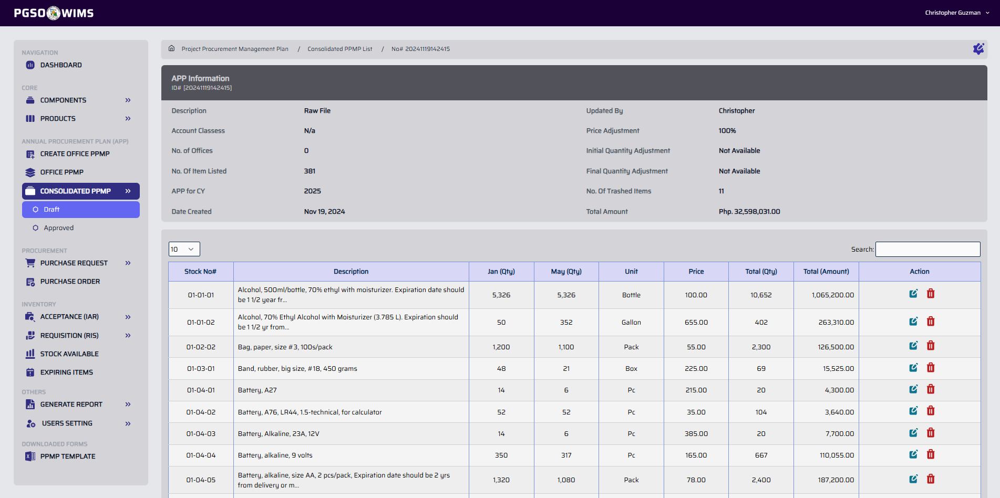 PGSO WIMS
Christopher Guzman
NAVIGATION
DASHBOARD
CORE
COMPONENTS
PRODUCTS
ANNUAL PROCUREMENT PLAN (APP)
CREATE OFFICE PPMP
OFFICE PPMP
CONSOLIDATED PPMP
Draft
Approved
PROCUREMENT
PURCHASE REQUEST
PURCHASE ORDER
INVENTORY
ACCEPTANCE (IAR)
REQUISITION (RIS)
STOCK AVAILABLE
EXPIRING ITEMS
OTHERS
GENERATE REPORT
USERS SETTING
DOWNLOADED FORMS
PPMP TEMPLATE
Project Procurement Management Plan / Consolidated PPMP List / No# 20241119142415
APP Information
ID# [20241119142415]
Description Raw File Updated By Christopher
Account Classess N/a Price Adjustment 100%
No. of Offices 0 Initial Quantity Adjustment Not Available
No. Of Item Listed 381 Final Quantity Adjustment Not Available
APP for CY 2025 No. Of Trashed Items 11
Date Created Nov 19, 2024 Total Amount Php. 32,598,031.00
10 Search:
Stock No# Description Jan (Qty) May (Qty) Unit Price Total (Qty) Total (Amount) Action
01-01-01 Alcohol, 500ml/bottle, 70% ethyl with moisturizer. Expiration date should 5,326 5,326 Bottle 100.00 10,652 1,065,200.00
be 1 1/2 year fr...
01-01-02 Alcohol, 70% Ethyl Alcohol with Moisturizer (3.785 L). Expiration should 50 352 Gallon 655.00 402 263,310.00
be 1 1/2 yr from...
01-02-02 Bag, paper, size #3, 100s/pack 1,200 1,100 Pack 55.00 2,300 126,500.00
01-03-01 Band, rubber, big size, #18, 450 grams 48 21 Box 225.00 69 15,525.00
01-04-01 Battery, A27 14 6 Pc 215.00 20 4,300.00
01-04-02 Battery, A76, LR44, 1.5-technical, for calculator 52 52 Pc 35.00 104 3,640.00
01-04-03 Battery, Alkaline, 23A, 12V 14 6 Pc 385.00 20 7,700.00
01-04-04 Battery, alkaline, 9 volts 350 317 Pc 165.00 667 110,055.00
01-04-05 Battery, alkaline, size AA, 2 pcs/pack, Expiration date should be 2 yrs 1,320 1,080 Pack 78.00 2,400 187,200.00
from delivery or m...